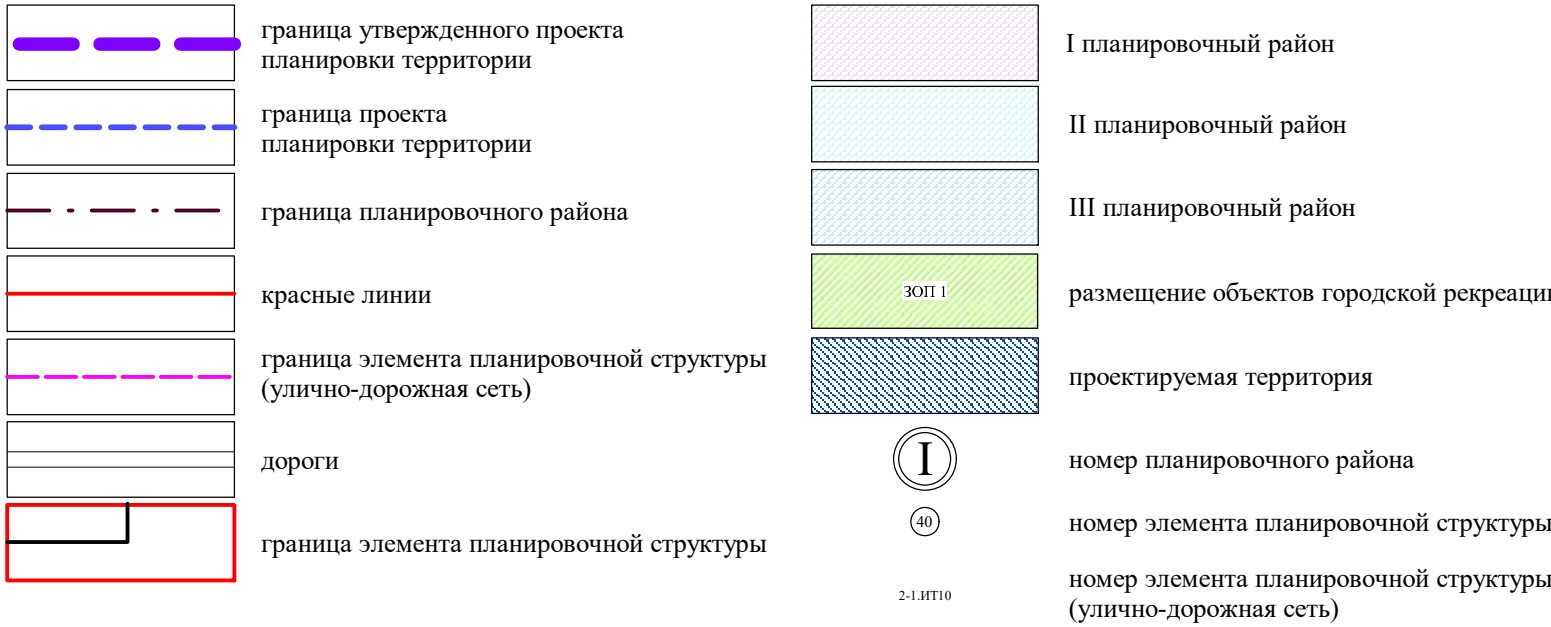 граница утвержденного проекта
планировки территории
граница проекта
планировки территории
граница планировочного района
красные линии
граница элемента планировочной структуры
(улично-дорожная сеть)
дороги
граница элемента планировочной структуры
I планировочный район
II планировочный район
III планировочный район
ЗОП 1
размещение объектов городской рекреации
проектируемая территория
I
номер планировочного района
40
номер элемента планировочной структуры
2-1.ИТ10
номер элемента планировочной структуры
(улично-дорожная сеть)